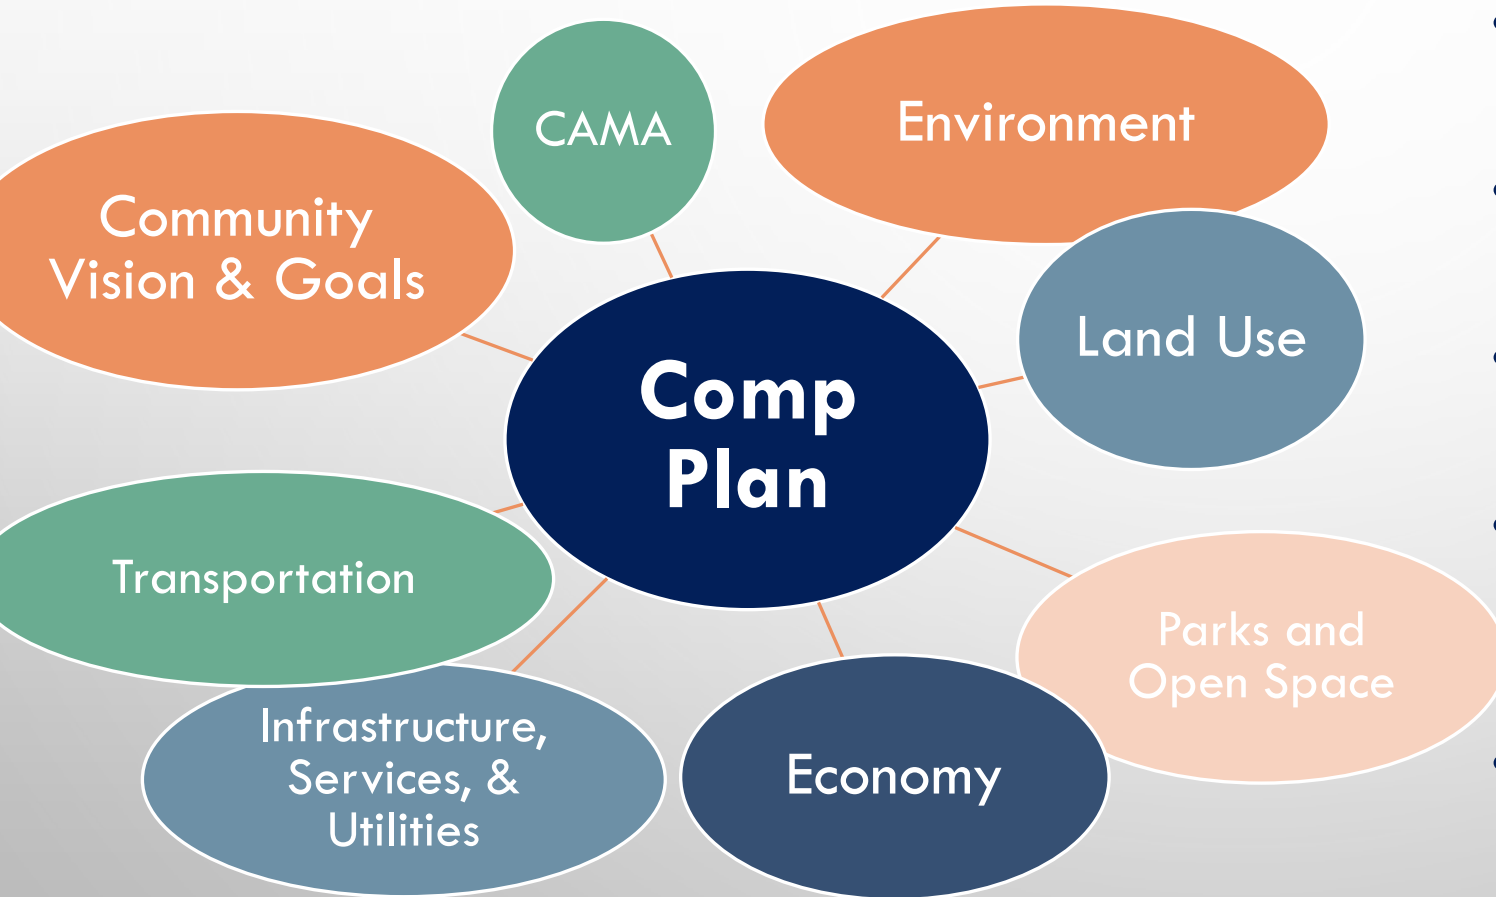 CAMA
Environment
Community
Vision & Goals
Land Use
Comp
Plan
Transportation
Parks and
Open Space
Infrastructure,
Services, &
Utilities
Economy